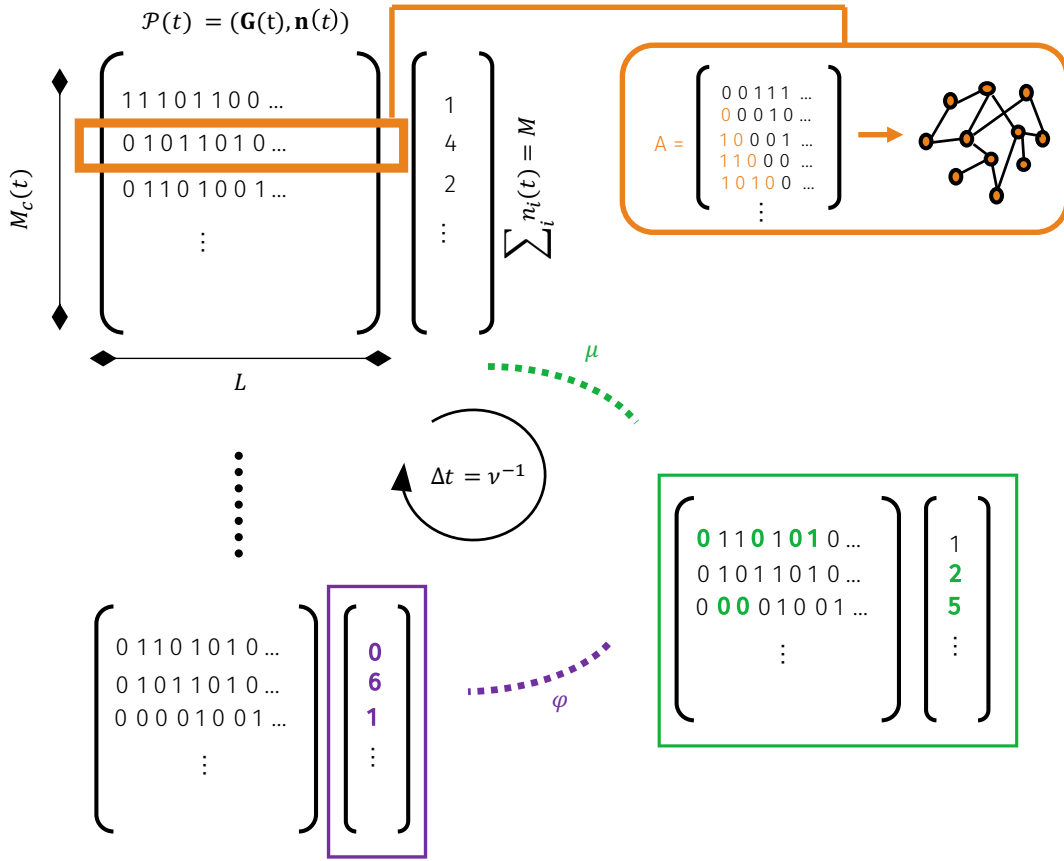 𝒫(t) = (G(t), n(t))
1 1 1 0 1 1 0 0 ...
0 1 0 1 1 0 1 0 ...
0 1 1 0 1 0 0 1 ...
⋮
M_c(t)
L
1
4
2
⋮
∑_i n_i(t) = M
A =
0 0 1 1 1 ...
0 0 0 1 0 ...
1 0 0 0 1 ...
1 1 0 0 0 ...
1 0 1 0 0 ...
⋮
μ
Δt = ν⁻¹
0 1 1 0 1 0 1 0 ...
0 1 0 1 1 0 1 0 ...
0 0 0 0 1 0 0 1 ...
⋮
1
2
5
⋮
φ
0 1 1 0 1 0 1 0 ...
0 1 0 1 1 0 1 0 ...
0 0 0 0 1 0 0 1 ...
⋮
0
6
1
⋮